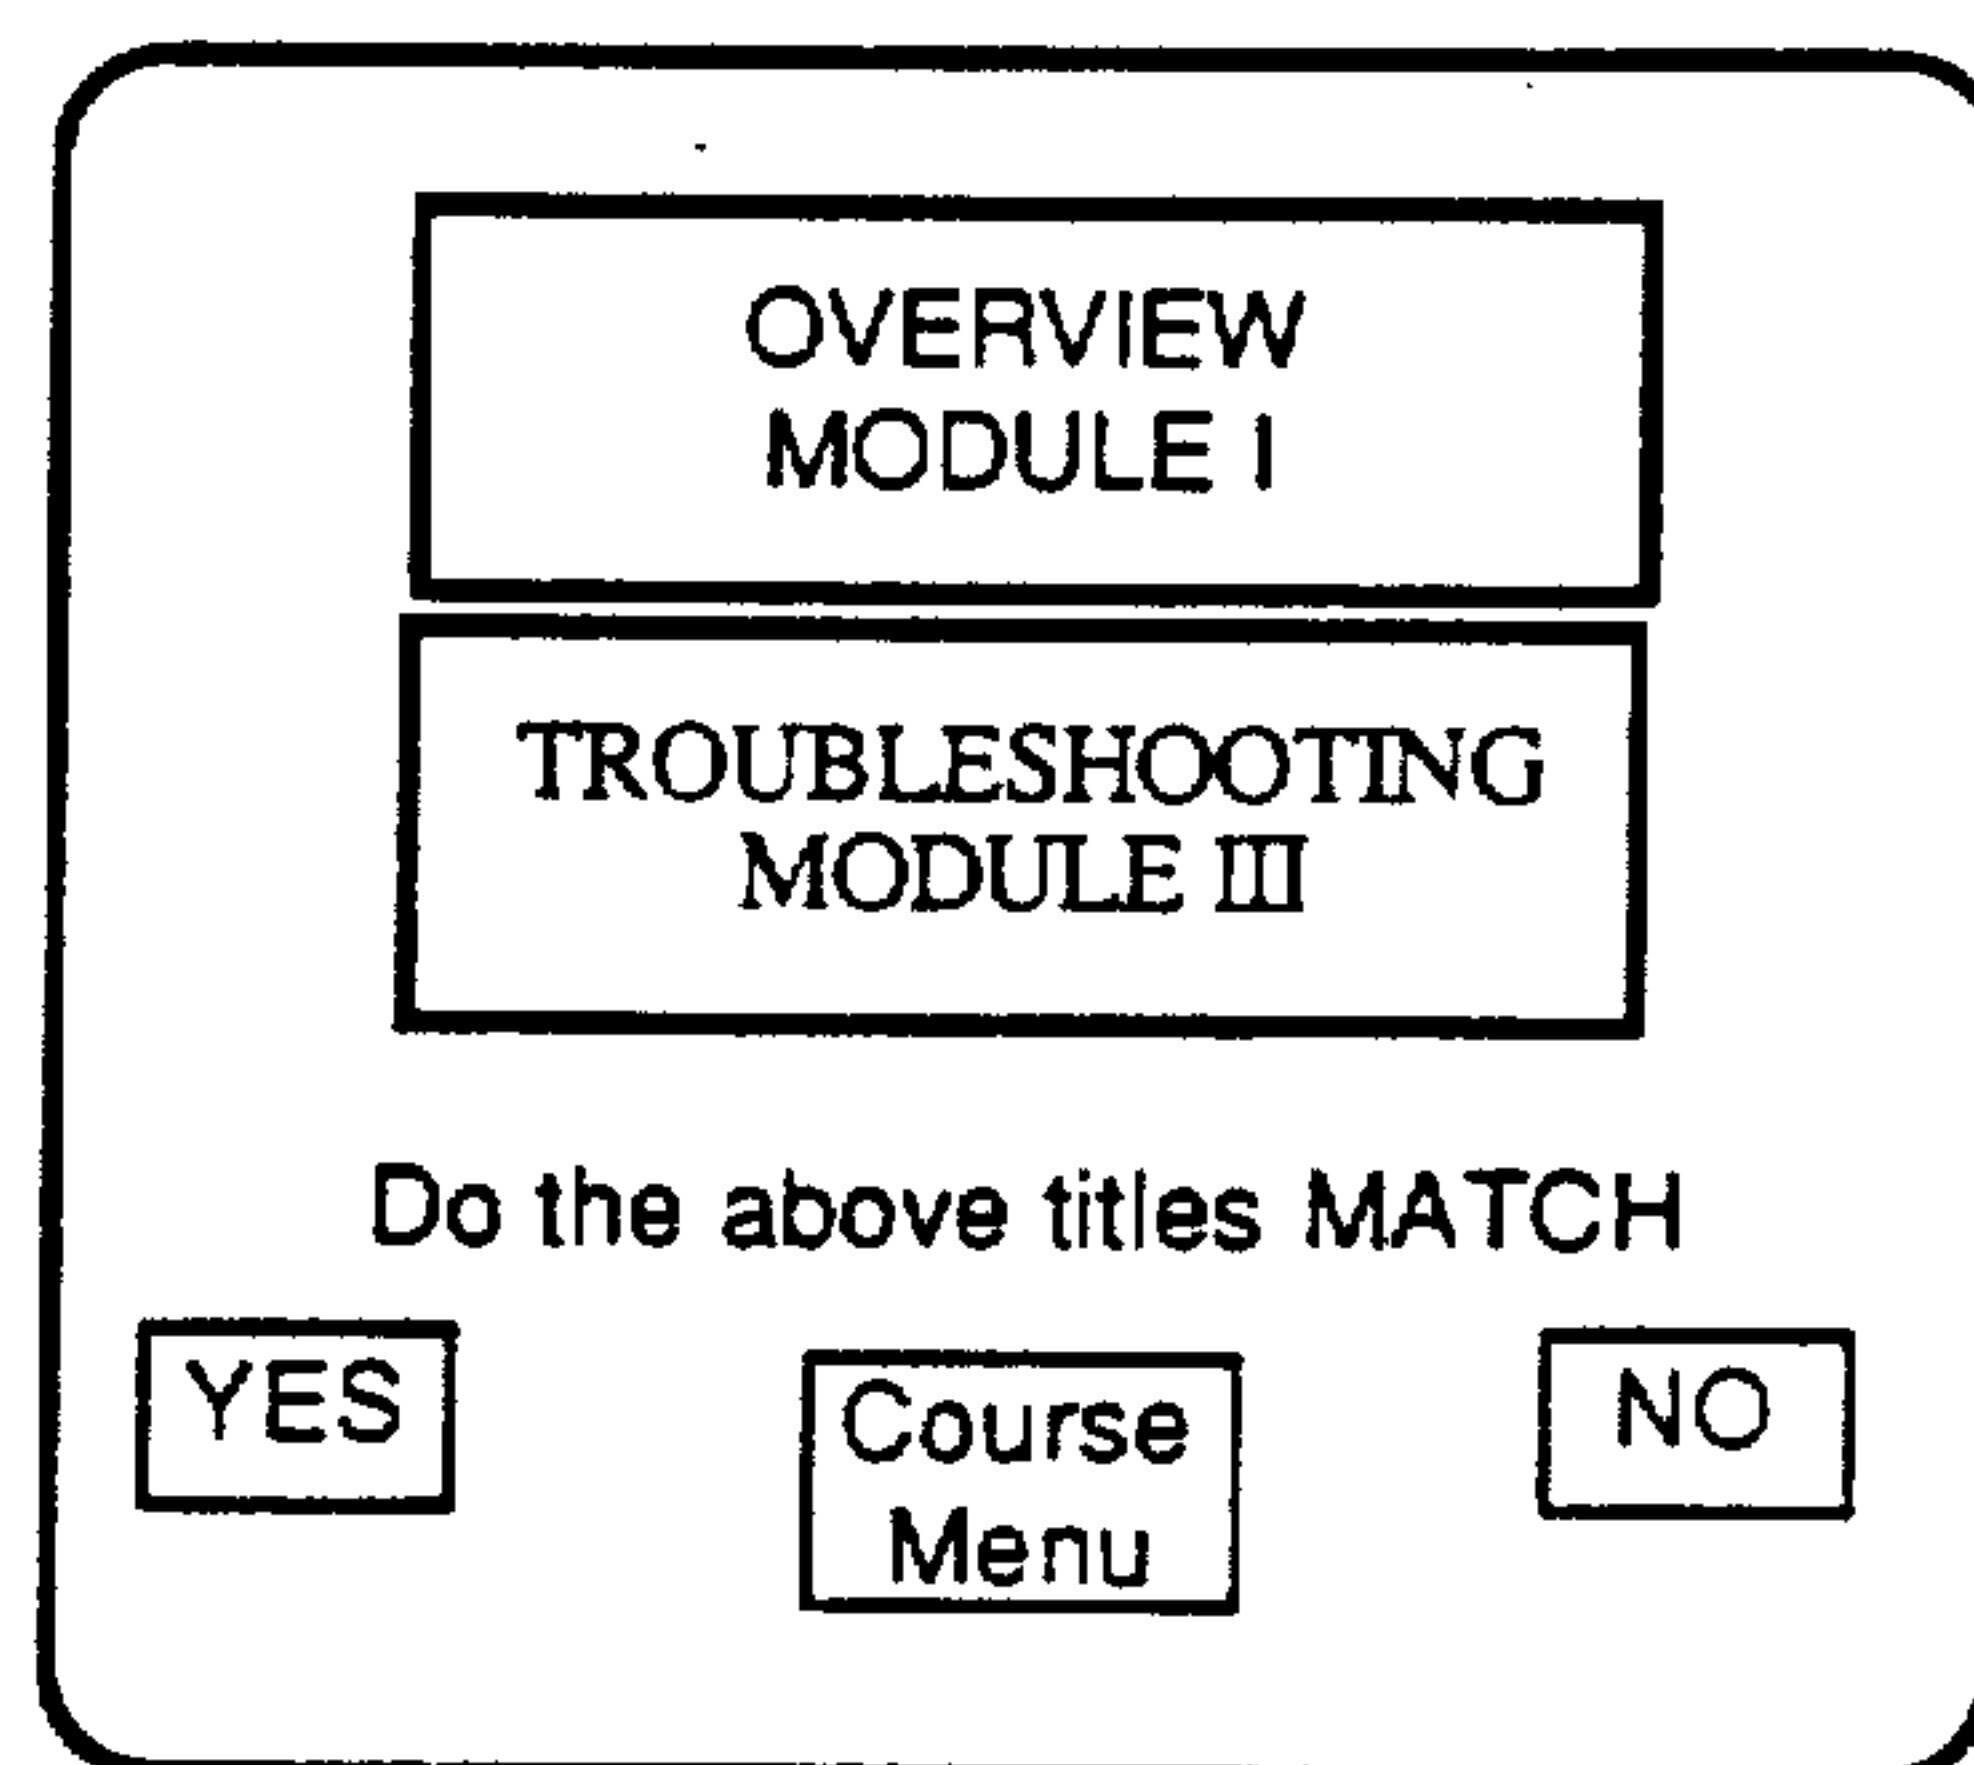 OVERVIEW
MODULE I
TROUBLESHOOTING
MODULE III
Do the above titles MATCH
YES
Course
Menu
NO